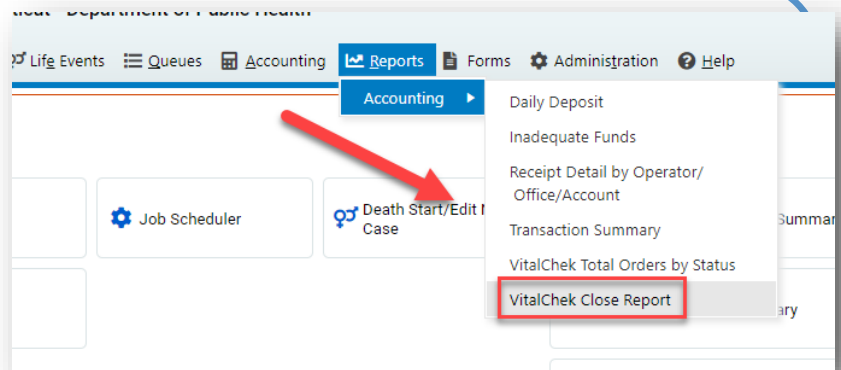 Department of Public Health
Life Events Queues Accounting Reports Forms Administration Help
Accounting
Daily Deposit
Inadequate Funds
Receipt Detail by Operator/
Office/Account
Transaction Summary
VitalChek Total Orders by Status
VitalChek Close Report
Job Scheduler
Death Start/Edit
Case